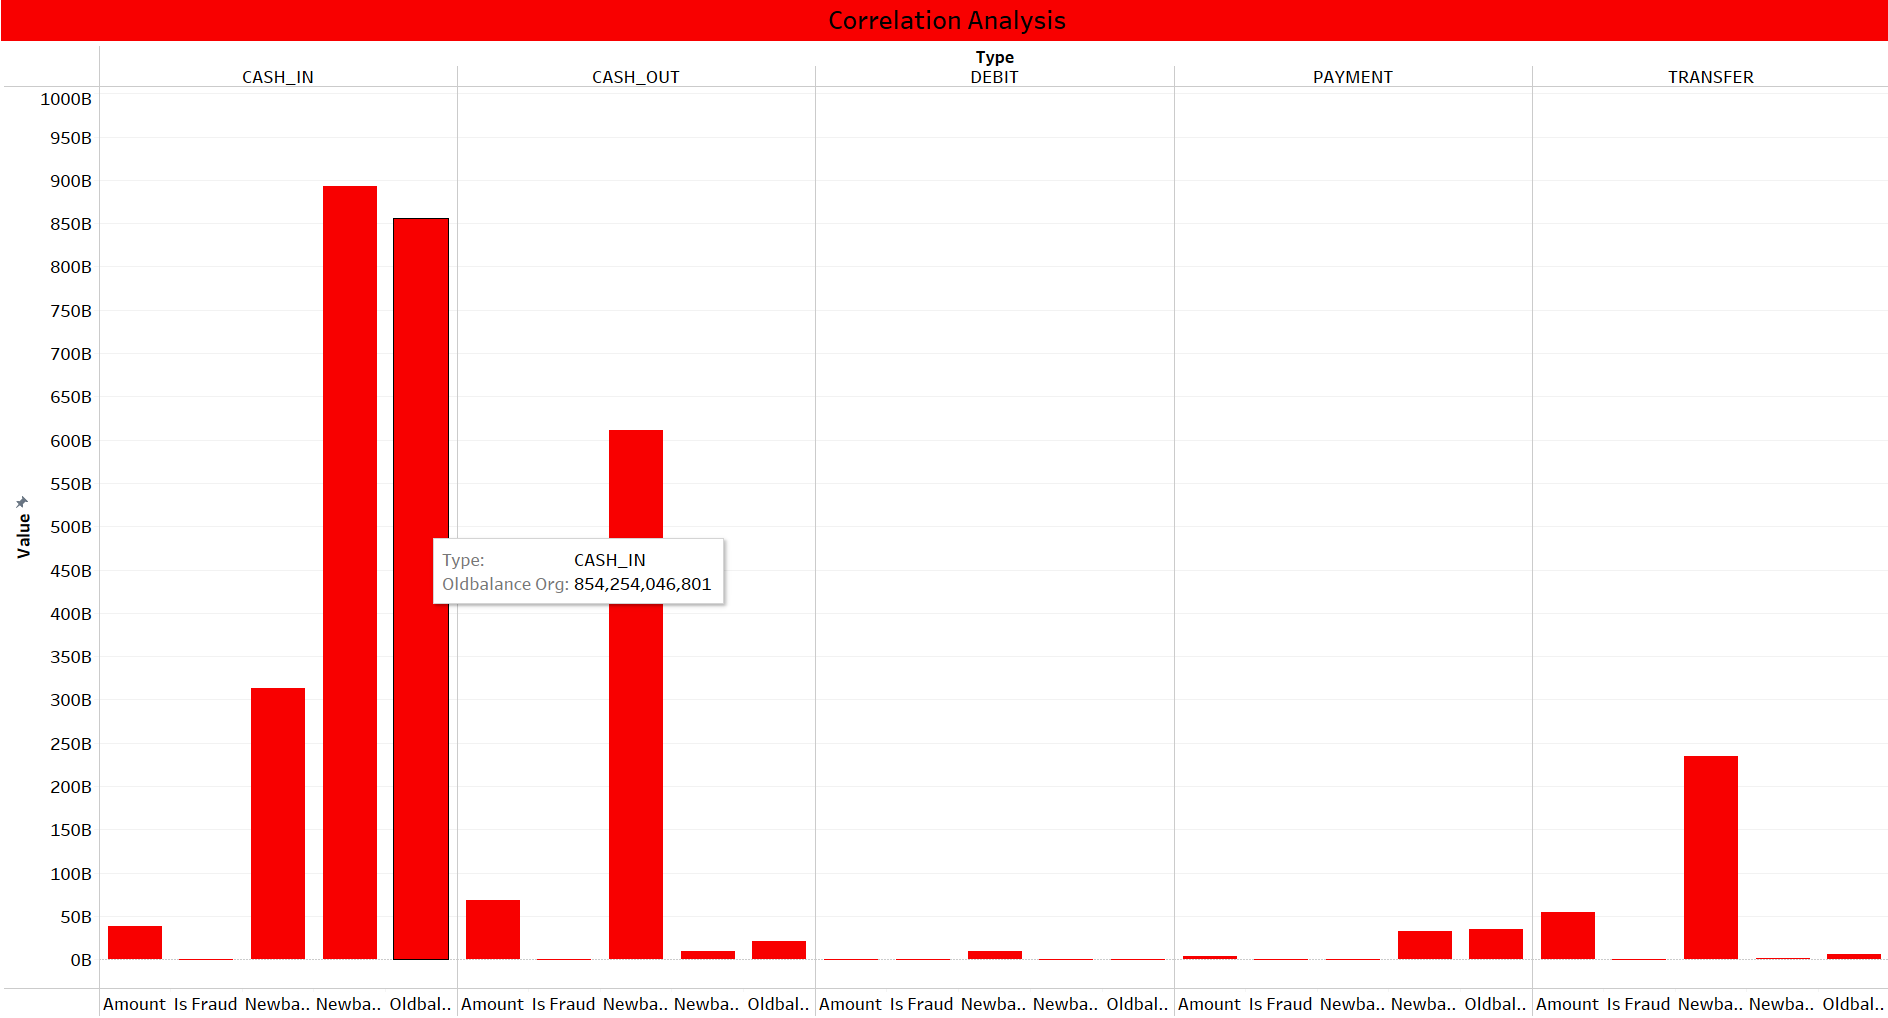 Correlation Analysis
Type
CASH_IN CASH_OUT DEBIT PAYMENT TRANSFER
1000B
950B
900B
850B
800B
750B
700B
650B
600B
550B
500B
450B
400B
350B
300B
250B
200B
150B
100B
50B
0B
Value
Type: CASH_IN
Oldbalance Org: 854,254,046,801
Amount Is Fraud Newba.. Newba.. Oldbal.. Amount Is Fraud Newba.. Newba.. Oldbal.. Amount Is Fraud Newba.. Newba.. Oldbal.. Amount Is Fraud Newba.. Newba.. Oldbal.. Amount Is Fraud Newba.. Newba.. Oldbal..